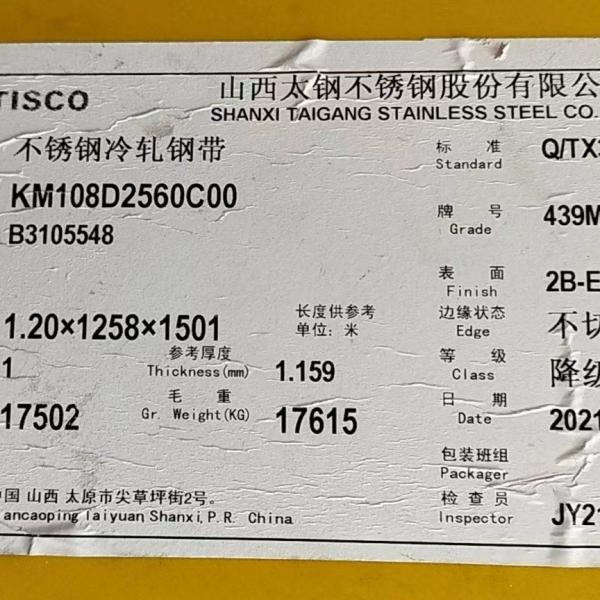 TISCO
山西太钢不锈钢股份有限公
SHANXI TAIGANG STAINLESS STEEL CO.
不锈钢冷轧钢带
标 准 Q/TX3
Standard
KM108D2560C00
牌 号 439M
Grade
B3105548
表 面 2B-E
Finish
1.20×1258×1501
长度供参考
单位: 米
边缘状态 不切
Edge
1
参考厚度
Thickness(mm) 1.159
等 级 降级
Class
17502
毛 重
Gr. Weight(KG) 17615
日 期 2021
Date
包装班组
Packager
中国 山西 太原市尖草坪街2号。
ancaoping Taiyuan Shanxi, P.R. China
检 查 员 JY21
Inspector